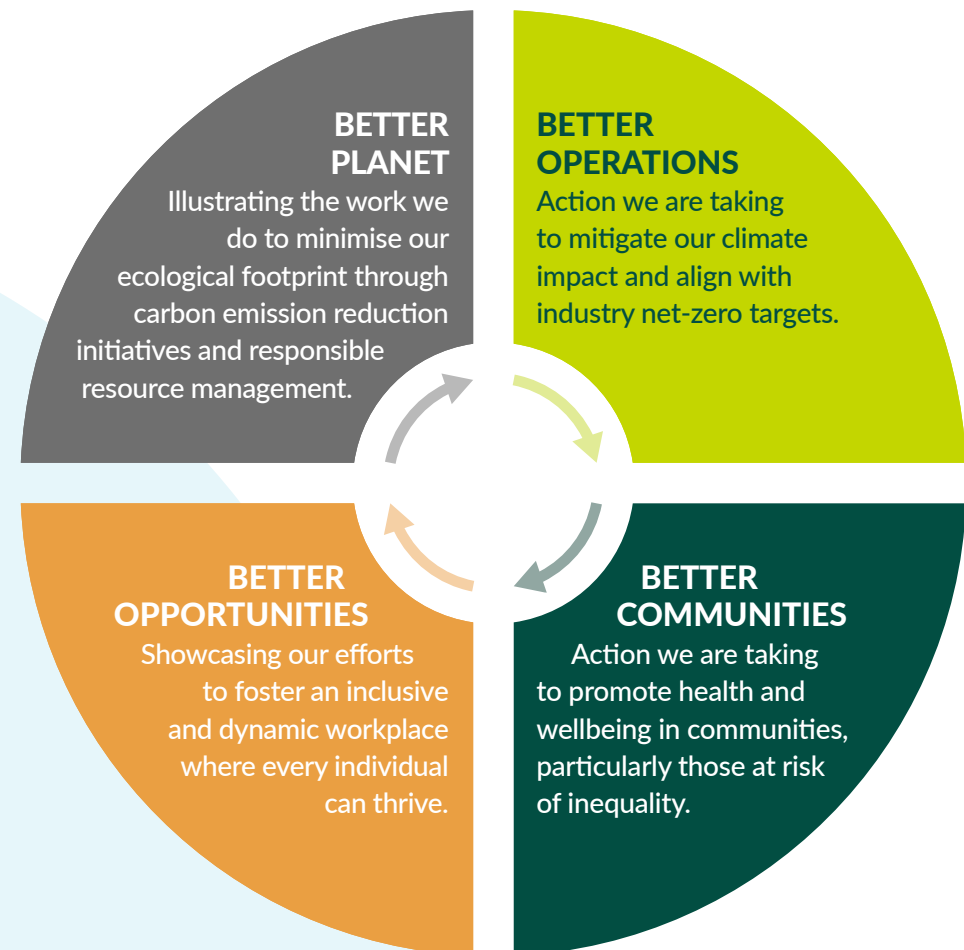 BETTER
PLANET
Illustrating the work we
do to minimise our
ecological footprint through
carbon emission reduction
initiatives and responsible
resource management.
BETTER
OPERATIONS
Action we are taking
to mitigate our climate
impact and align with
industry net-zero targets.
BETTER
OPPORTUNITIES
Showcasing our efforts
to foster an inclusive
and dynamic workplace
where every individual
can thrive.
BETTER
COMMUNITIES
Action we are taking
to promote health and
wellbeing in communities,
particularly those at risk
of inequality.